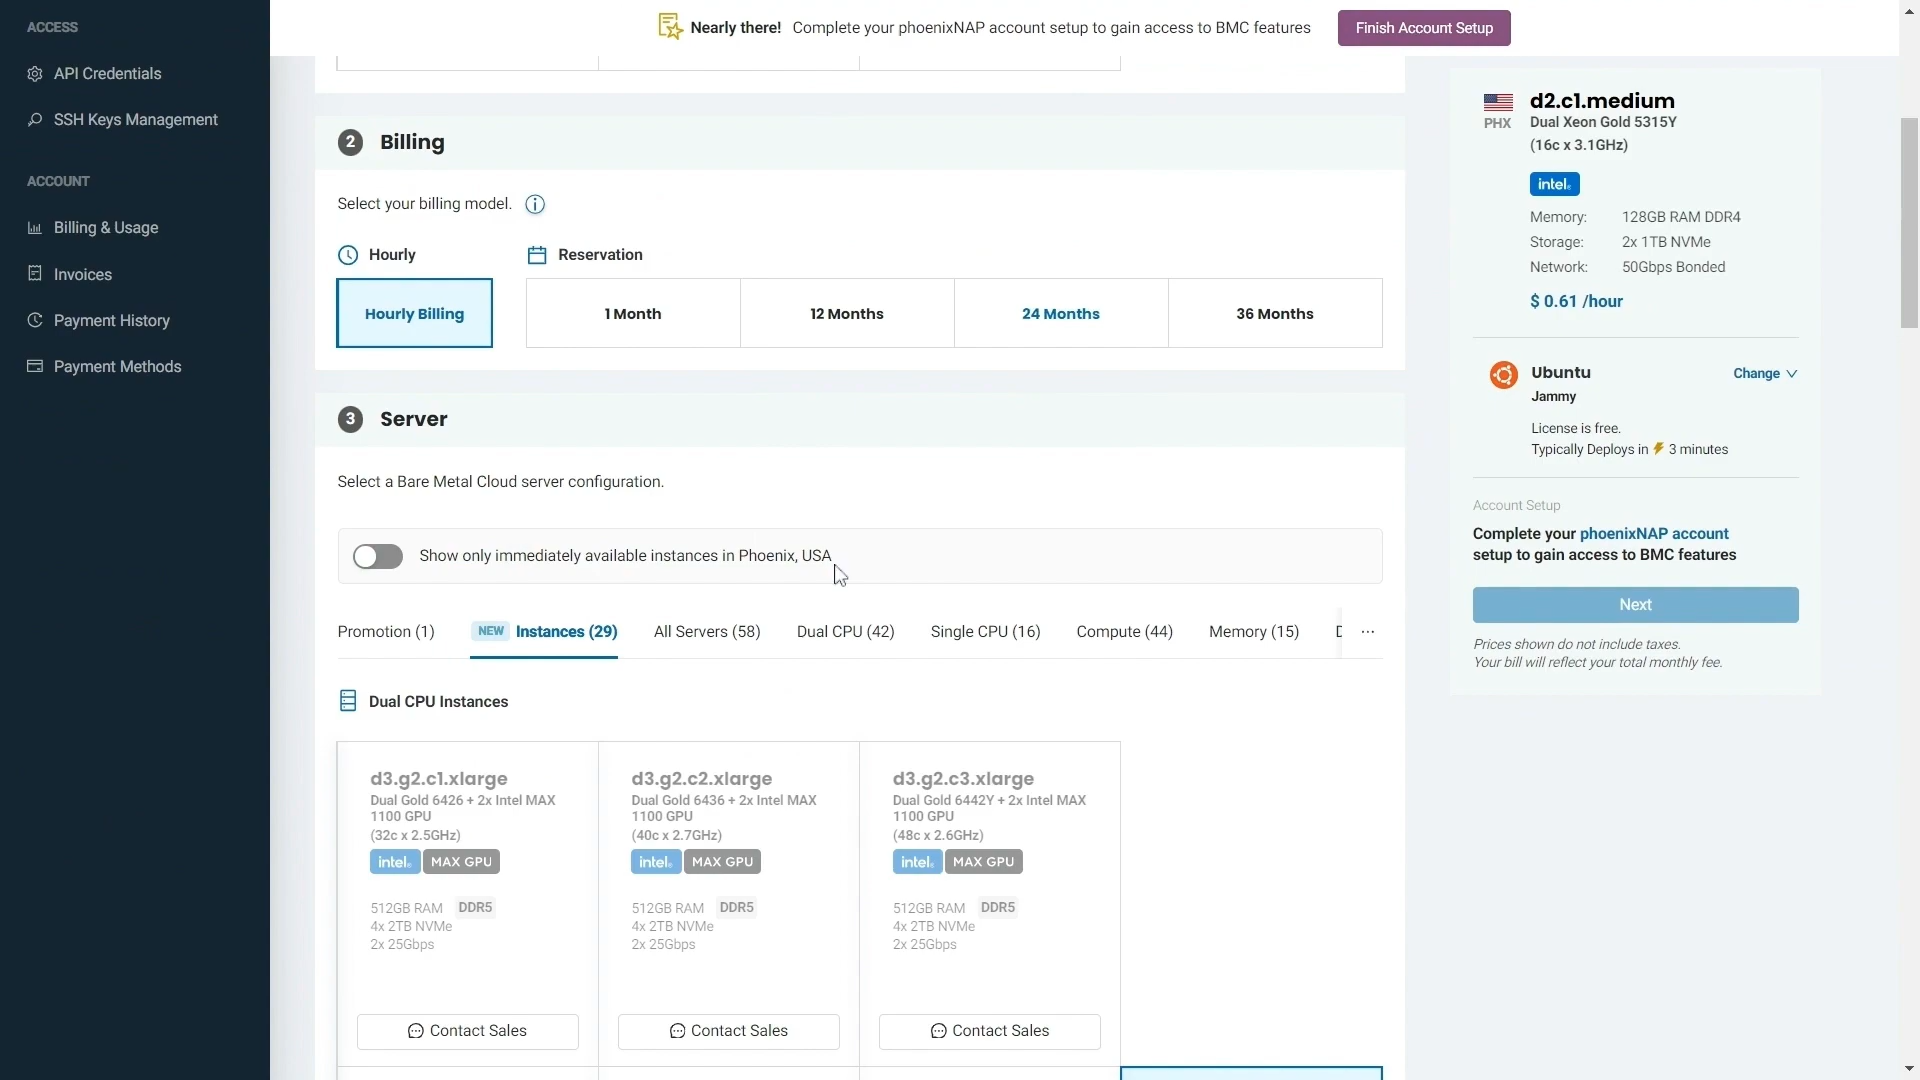 ACCESS
API Credentials
SSH Keys Management
ACCOUNT
Billing & Usage
Invoices
Payment History
Payment Methods
Nearly there! Complete your phoenixNAP account setup to gain access to BMC features
Finish Account Setup
2 Billing
Select your billing model.
Hourly
Reservation
Hourly Billing
1 Month
12 Months
24 Months
36 Months
3 Server
Select a Bare Metal Cloud server configuration.
Show only immediately available instances in Phoenix, USA
Promotion (1)
NEW Instances (29)
All Servers (58)
Dual CPU (42)
Single CPU (16)
Compute (44)
Memory (15)
...
Dual CPU Instances
d3.g2.c1.xlarge
Dual Gold 6426 + 2x Intel MAX
1100 GPU
(32c x 2.5GHz)
intel. MAX GPU
512GB RAM DDR5
4x 2TB NVMe
2x 25Gbps
Contact Sales
d3.g2.c2.xlarge
Dual Gold 6436 + 2x Intel MAX
1100 GPU
(40c x 2.7GHz)
intel. MAX GPU
512GB RAM DDR5
4x 2TB NVMe
2x 25Gbps
Contact Sales
d3.g2.c3.xlarge
Dual Gold 6442Y + 2x Intel MAX
1100 GPU
(48c x 2.6GHz)
intel. MAX GPU
512GB RAM DDR5
4x 2TB NVMe
2x 25Gbps
Contact Sales
PHX
d2.c1.medium
Dual Xeon Gold 5315Y
(16c x 3.1GHz)
intel.
Memory: 128GB RAM DDR4
Storage: 2x 1TB NVMe
Network: 50Gbps Bonded
$ 0.61 /hour
Ubuntu
Change
Jammy
License is free.
Typically Deploys in 3 minutes
Account Setup
Complete your phoenixNAP account
setup to gain access to BMC features
Next
Prices shown do not include taxes.
Your bill will reflect your total monthly fee.